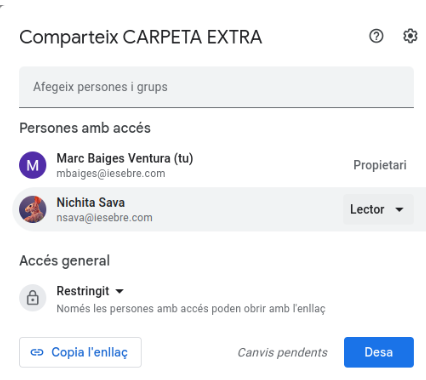 Comparteix CARPETA EXTRA
Afegeix persones i grups
Persones amb accés
M
Marc Baiges Ventura (tu)
mbaiges@iesebre.com
Propietari
Nichita Sava
nsava@iesebre.com
Lector
Accés general
Restringit
Només les persones amb accés poden obrir amb l'enllaç
Copia l'enllaç
Canvis pendents
Desa